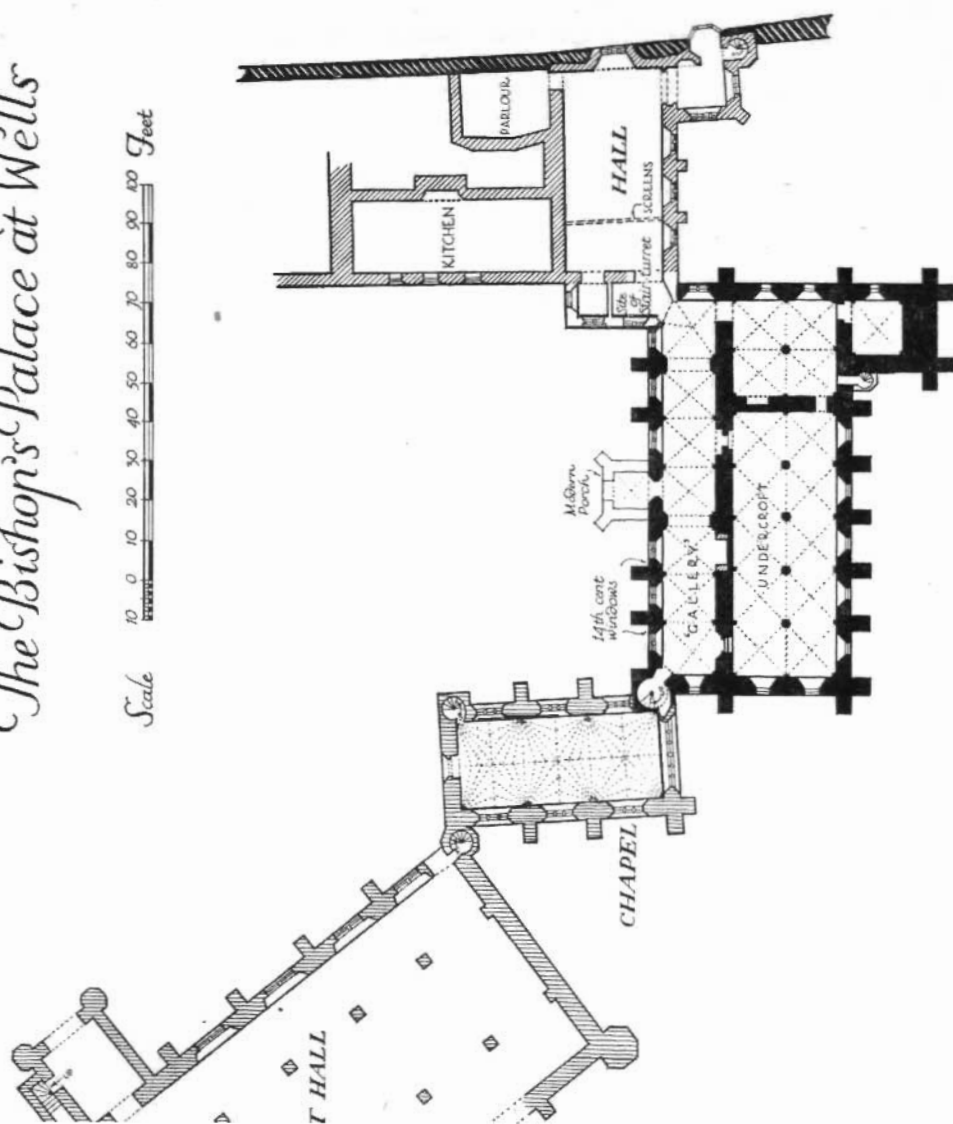 The Bishop's Palace at Wells
Scale 10 0 10 20 30 40 50 60 70 80 90 100 Feet
PARLOUR
KITCHEN
HALL
SCREENS
Site
of
Stair turret
Modern
Porch
14th cent
windows
'GALLERY'
UNDERCROFT
CHAPEL
T HALL